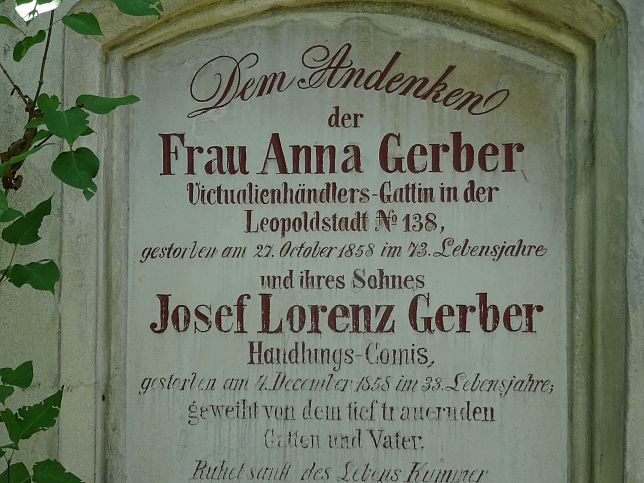 Dem Andenken
der
Frau Anna Gerber
Victualienhändlers-Gattin in der
Leopoldstadt № 138,
gestorben am 27. October 1858 im 73. Lebensjahre
und ihres Sohnes
Josef Lorenz Gerber
Handlungs-Comis,
gestorben am 4. December 1858 im 33. Lebensjahre;
geweiht von dem tief trauernden
Gatten und Vater.
Ruhet sanft des Lebens Kummer